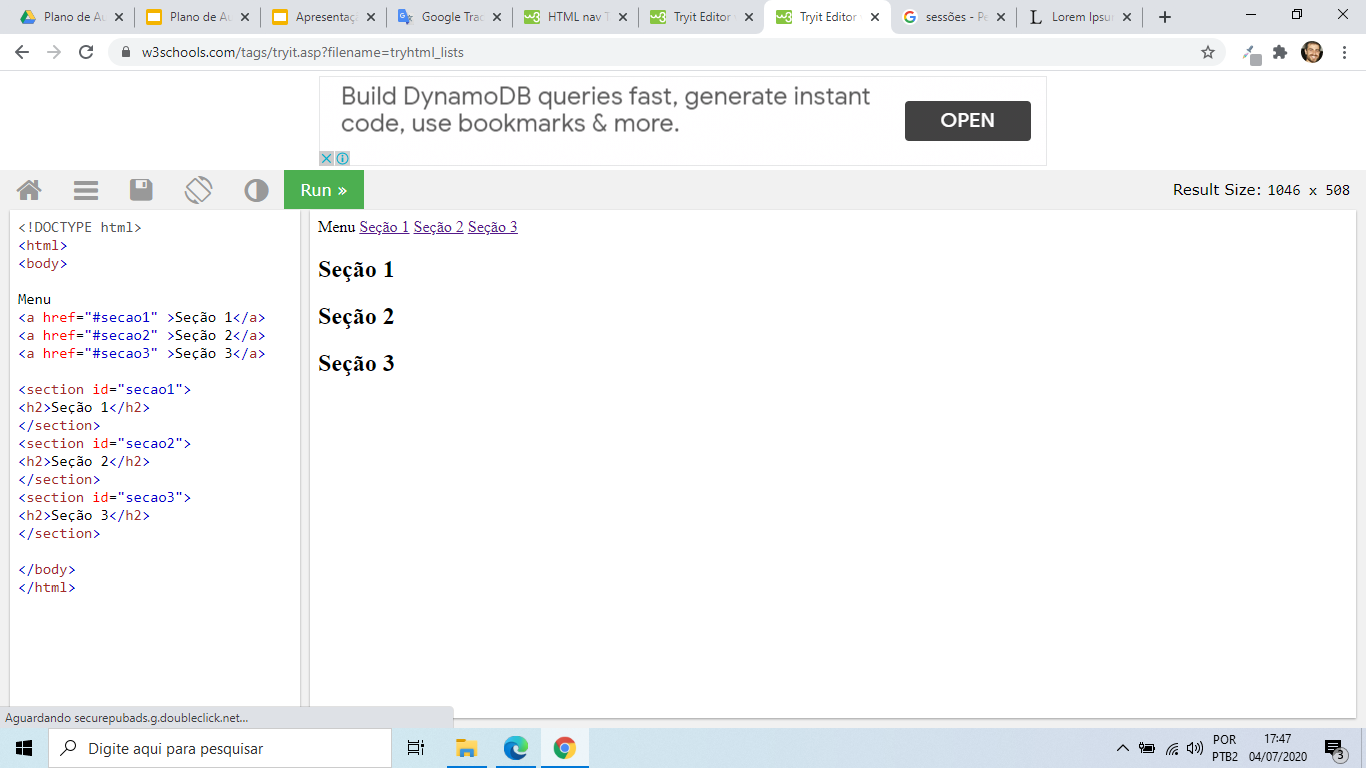 Plano de Au
Plano de Au
Apresentaçã
Google Trad
HTML nav T
Tryit Editor
Tryit Editor
sessões - Pe
Lorem Ipsu
w3schools.com/tags/tryit.asp?filename=tryhtml_lists
Build DynamoDB queries fast, generate instant
code, use bookmarks & more.
OPEN
Run »
Result Size: 1046 x 508
<!DOCTYPE html>
<html>
<body>
Menu
<a href="#secao1" >Seção 1</a>
<a href="#secao2" >Seção 2</a>
<a href="#secao3" >Seção 3</a>
<section id="secao1">
<h2>Seção 1</h2>
</section>
<section id="secao2">
<h2>Seção 2</h2>
</section>
<section id="secao3">
<h2>Seção 3</h2>
</section>
</body>
</html>
Menu Seção 1 Seção 2 Seção 3
Seção 1
Seção 2
Seção 3
Aguardando securepubads.g.doubleclick.net...
Digite aqui para pesquisar
POR
PTB2
17:47
04/07/2020
3